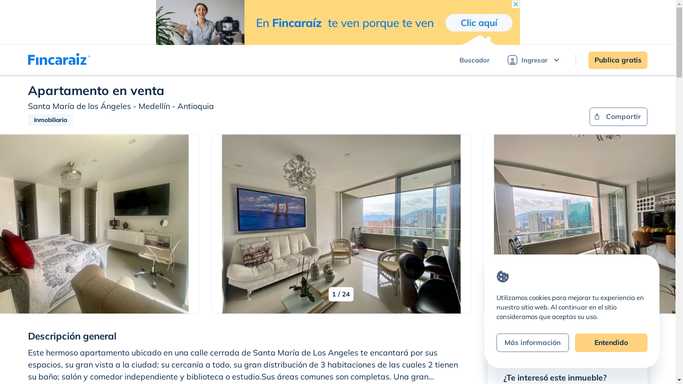 En Fincaraíz te ven porque te ven
Clic aquí
Fincaraíz
Buscador
Ingresar
Publica gratis
Apartamento en venta
Santa María de los Ángeles - Medellín - Antioquia
Inmobiliaria
Compartir
1 / 24
Utilizamos cookies para mejorar tu experiencia en
nuestro sitio web. Al continuar en el sitio
consideramos que aceptas su uso.
Más información
Entendido
Descripción general
Este hermoso apartamento ubicado en una calle cerrada de Santa María de Los Angeles te encantará por sus
espacios, su gran vista a la ciudad; su cercanía a todo, su gran distribución de 3 habitaciones de las cuales 2 tienen
su baño; salón y comedor independiente y biblioteca o estudio.Sus áreas comunes son completas. Una gran...
¿Te interesó este inmueble?